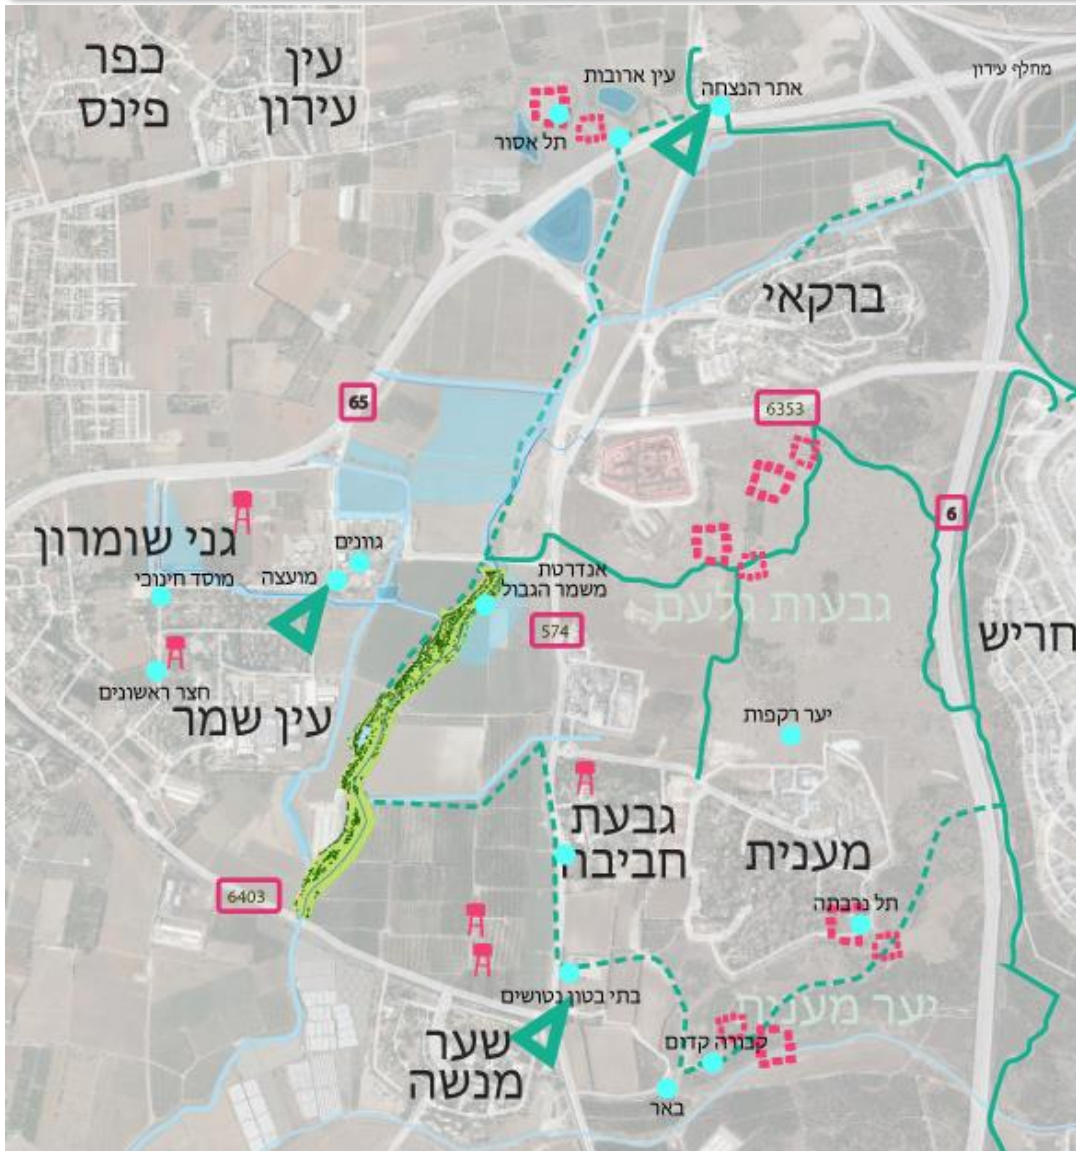 כפר
פינס
עין
עירון
עין ארובות
אתר הנצחה
מחלף עירון
תל אסור
ברקאי
65
6353
6
גני שומרון
גוונים
מועצה
מוסד חינוכי
אנדרטת
משמר הגבול
574
גבעות גלעם
חריש
חצר ראשונים
עין שמר
יער רקפות
גבעת
חביבה
מענית
6403
תל נרבתה
בתי בטון נטושים
יער מענית
שער
מנשה
קבורה קדום
באר